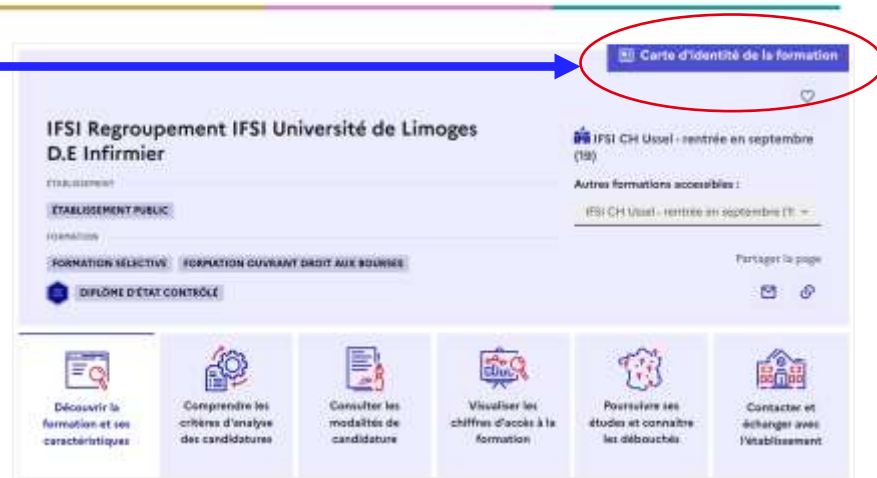 Carte d'identité de la formation
IFSI Regroupement IFSI Université de Limoges
D.E Infirmier
IFSI CH Ussel - rentrée en septembre
(19)
ÉTABLISSEMENT
Autres formations accessibles :
ÉTABLISSEMENT PUBLIC
IFSI CH Ussel - rentrée en septembre (1
FORMATION
FORMATION SÉLECTIVE FORMATION OUVRANT DROIT AUX BOURSES
Partager la page
DIPLÔME D'ÉTAT CONTRÔLÉ
Découvrir la
formation et ses
caractéristiques
Comprendre les
critères d'analyse
des candidatures
Consulter les
modalités de
candidature
Visualiser les
chiffres d'accès à la
formation
Poursuivre ses
études et connaître
les débouchés
Contacter et
échanger avec
l'établissement